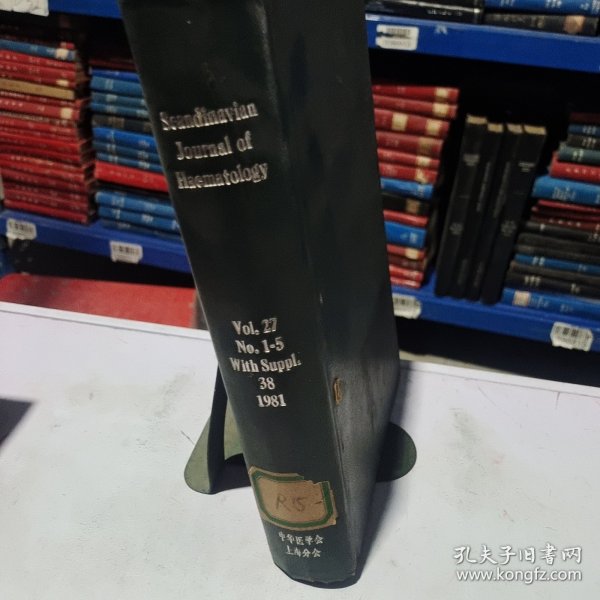 Scandinavian
Journal of
Haematology
Vol. 27
No. 1-5
With Suppl.
38
1981
R15-
中华医学会
上海分会
孔夫子旧书网
www.kongfz.com